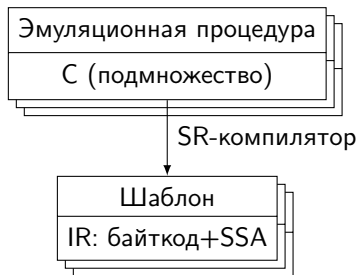 Эмуляционная процедура
C (подмножество)
SR-компилятор
Шаблон
IR: байткод+SSA